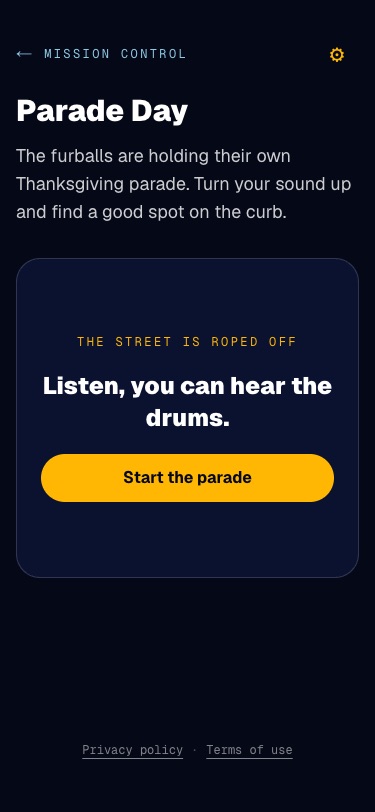 ← MISSION CONTROL
Parade Day
The furballs are holding their own
Thanksgiving parade. Turn your sound up
and find a good spot on the curb.
THE STREET IS ROPED OFF
Listen, you can hear the
drums.
Start the parade
Privacy policy · Terms of use